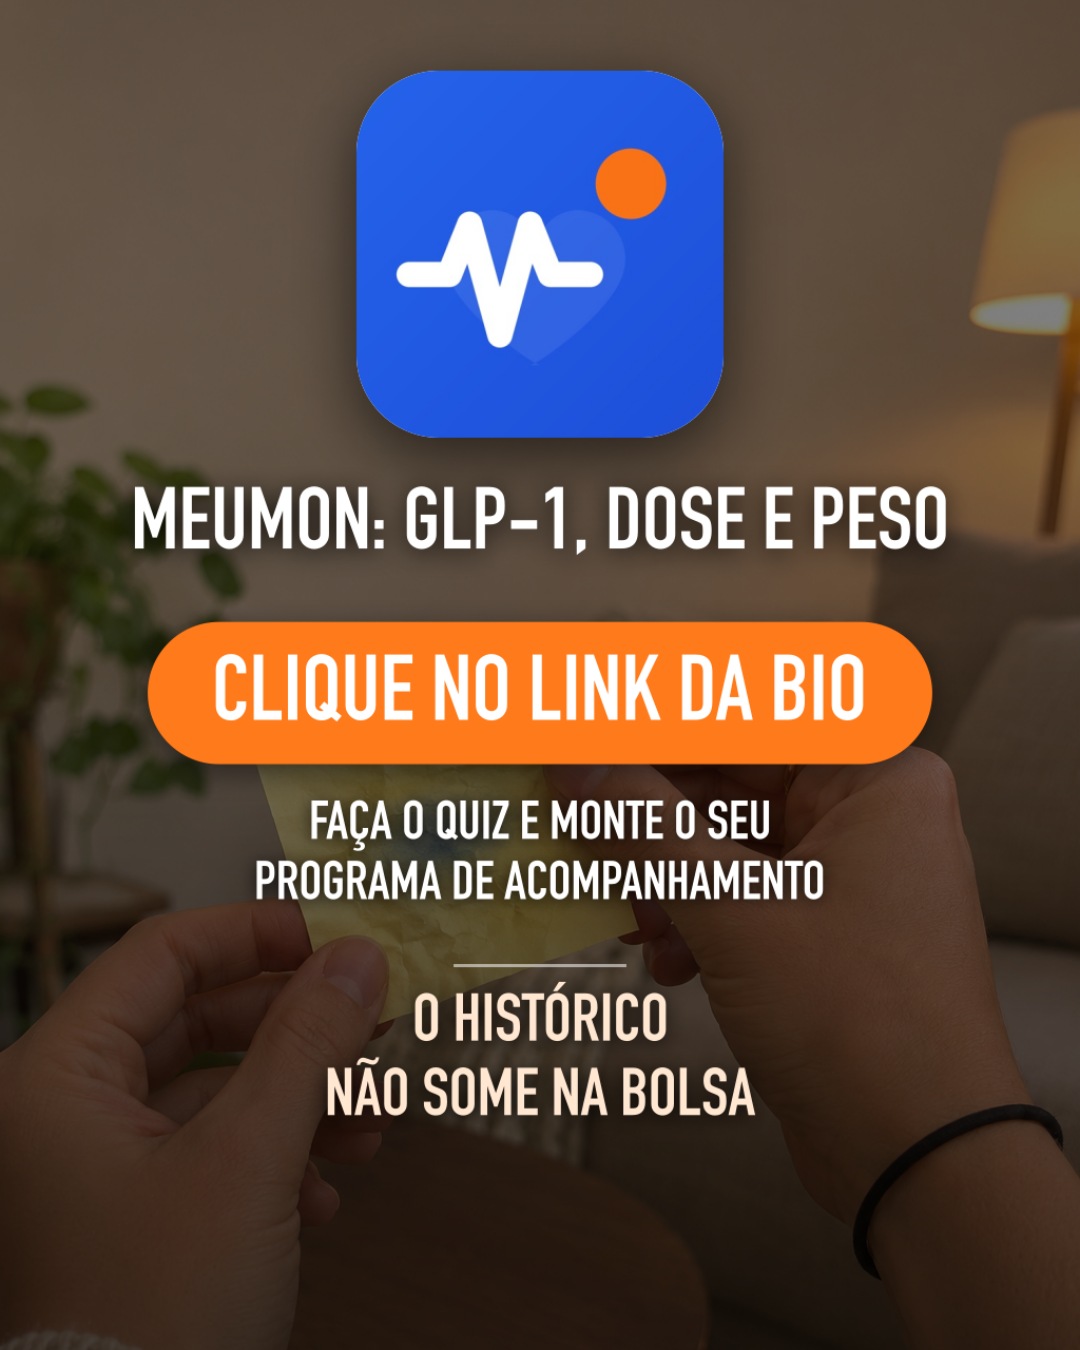 MEUMON: GLP-1, DOSE E PESO
CLIQUE NO LINK DA BIO
FAÇA O QUIZ E MONTE O SEU
PROGRAMA DE ACOMPANHAMENTO
O HISTÓRICO
NÃO SOME NA BOLSA